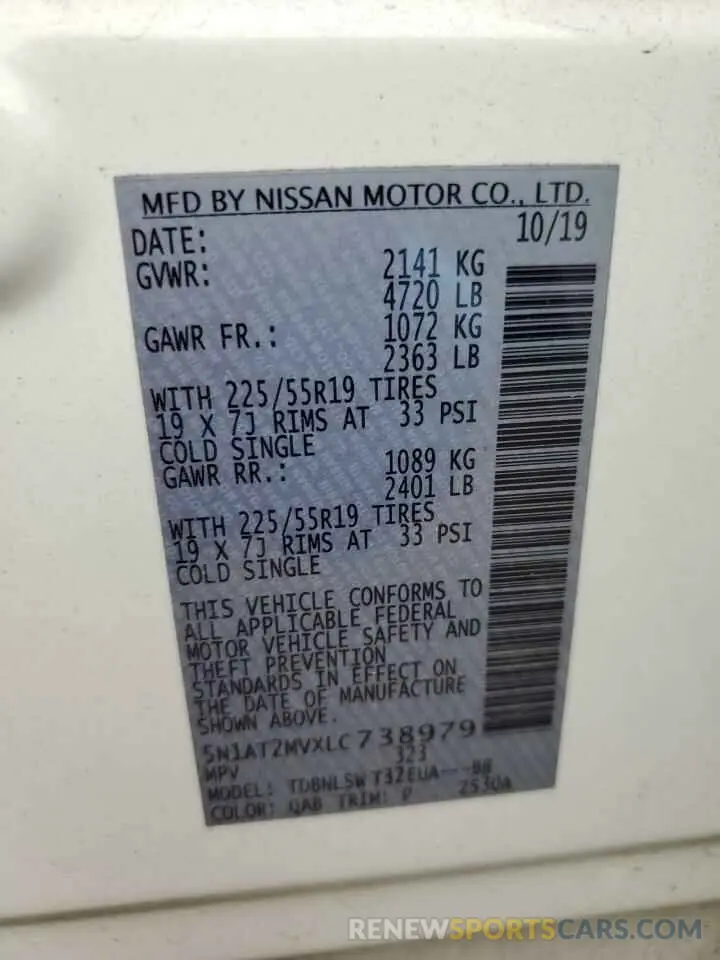 MFD BY NISSAN MOTOR CO., LTD.
DATE: 10/19
GVWR: 2141 KG
4720 LB
GAWR FR.: 1072 KG
2363 LB
WITH 225/55R19 TIRES
19 X 7J RIMS AT 33 PSI
COLD SINGLE
GAWR RR.: 1089 KG
2401 LB
WITH 225/55R19 TIRES
19 X 7J RIMS AT 33 PSI
COLD SINGLE
THIS VEHICLE CONFORMS TO
ALL APPLICABLE FEDERAL
MOTOR VEHICLE SAFETY AND
THEFT PREVENTION
STANDARDS IN EFFECT ON
THE DATE OF MANUFACTURE
SHOWN ABOVE.
5N1AT2MVXLC738979
MPV 323
MODEL: TDBNLSW T32EUA---BB
COLOR: QAB TRIM: P 2530A
RENEWSPORTSCARS.COM